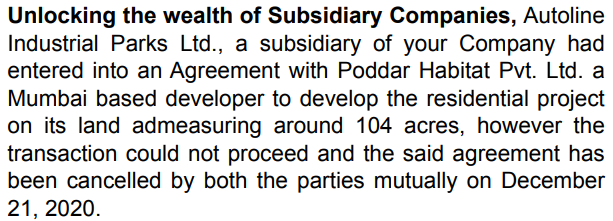 Unlocking the wealth of Subsidiary Companies, Autoline
Industrial Parks Ltd., a subsidiary of your Company had
entered into an Agreement with Poddar Habitat Pvt. Ltd. a
Mumbai based developer to develop the residential project
on its land admeasuring around 104 acres, however the
transaction could not proceed and the said agreement has
been cancelled by both the parties mutually on December
21, 2020.